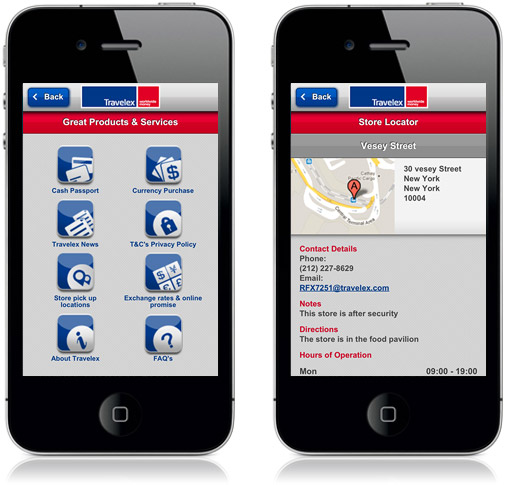 Back
Travelex
worldwide
money
Great Products & Services
Cash Passport
Currency Purchase
Travelex News
T&C's Privacy Policy
Store pick up
locations
Exchange rates & online
promise
About Travelex
FAQ's
Back
Travelex
worldwide
money
Store Locator
Vesey Street
A
Central Terminal Area
30 vesey Street
New York
New York
10004
Contact Details
Phone:
(212) 227-8629
Email:
RFX7251@travelex.com
Notes
This store is after security
Directions
The store is in the food pavilion
Hours of Operation
Mon 09:00 - 19:00